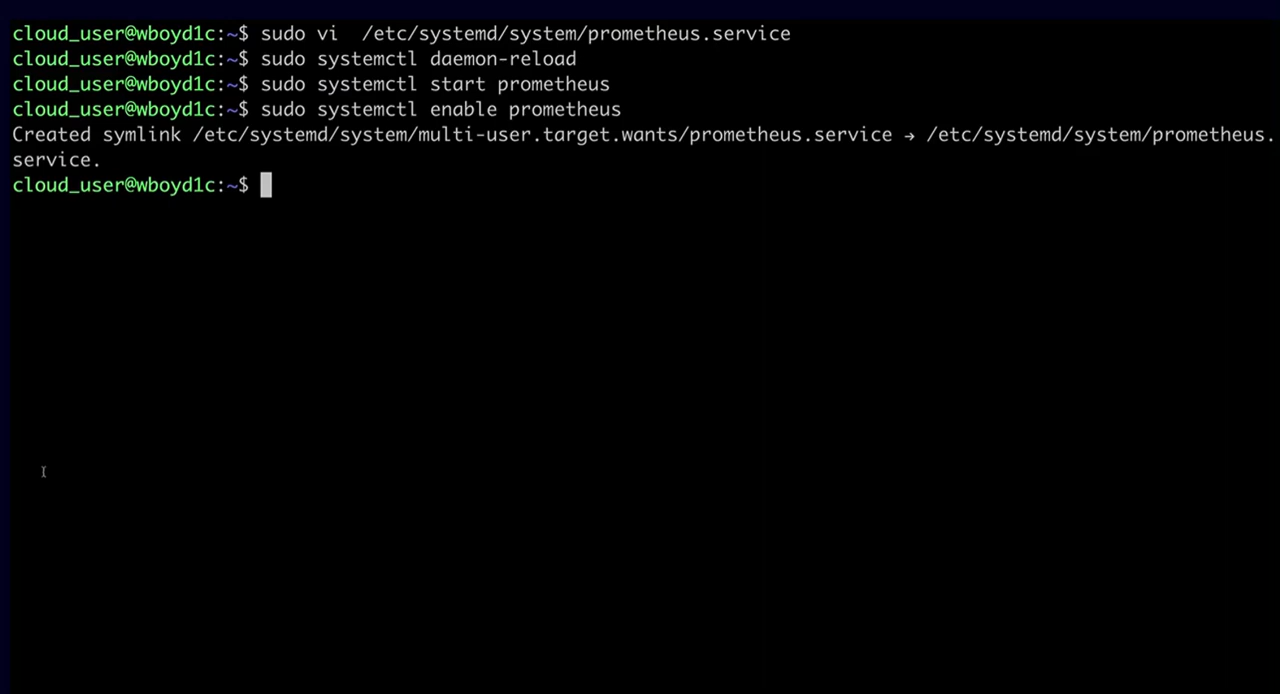 cloud_user@wboyd1c:~$ sudo vi  /etc/systemd/system/prometheus.service
cloud_user@wboyd1c:~$ sudo systemctl daemon-reload
cloud_user@wboyd1c:~$ sudo systemctl start prometheus
cloud_user@wboyd1c:~$ sudo systemctl enable prometheus
Created symlink /etc/systemd/system/multi-user.target.wants/prometheus.service → /etc/systemd/system/prometheus.
service.
cloud_user@wboyd1c:~$